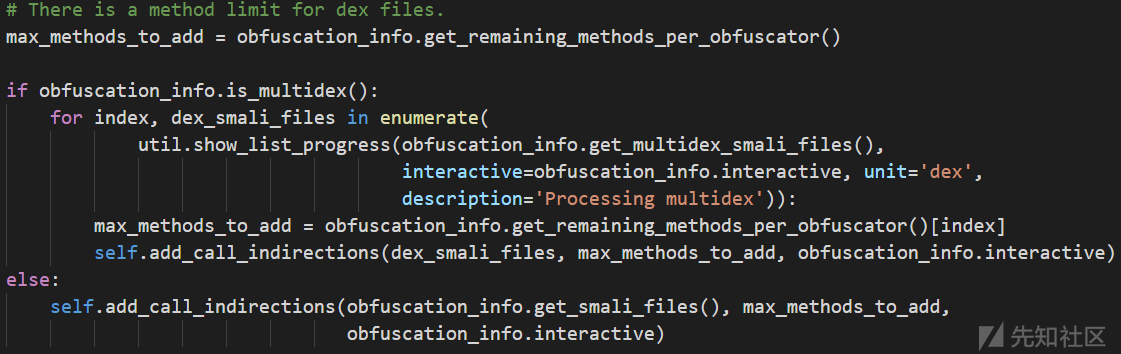 # There is a method limit for dex files.
max_methods_to_add = obfuscation_info.get_remaining_methods_per_obfuscator()

if obfuscation_info.is_multidex():
    for index, dex_smali_files in enumerate(
            util.show_list_progress(obfuscation_info.get_multidex_smali_files(),
                                    interactive=obfuscation_info.interactive, unit='dex',
                                    description='Processing multidex')):
        max_methods_to_add = obfuscation_info.get_remaining_methods_per_obfuscator()[index]
        self.add_call_indirections(dex_smali_files, max_methods_to_add, obfuscation_info.interactive)
else:
    self.add_call_indirections(obfuscation_info.get_smali_files(), max_methods_to_add,
                               obfuscation_info.interactive)
先知社区